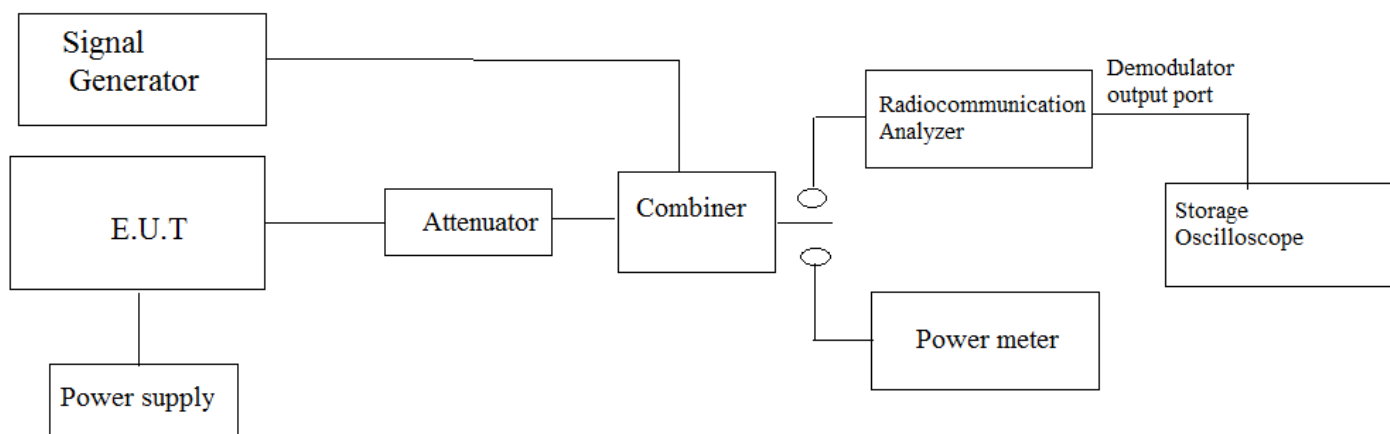 Signal
Generator
E.U.T
Power supply
Attenuator
Combiner
Radiocommunication
Analyzer
Demodulator
output port
Storage
Oscilloscope
Power meter